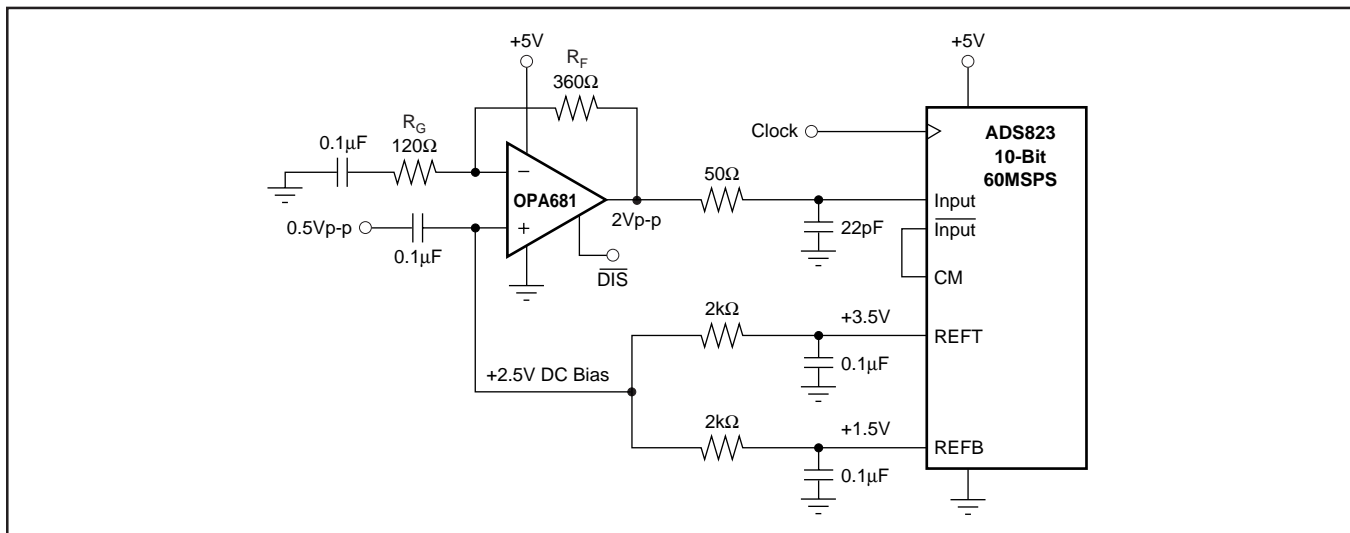 +5V
R_F
360Ω
R_G
120Ω
0.1µF
−
OPA681
+
2Vp-p
0.5Vp-p
0.1µF
D̅I̅S̅
50Ω
22pF
+5V
Clock
ADS823
10-Bit
60MSPS
Input
I̅n̅p̅u̅t̅
CM
2kΩ
+3.5V
REFT
0.1µF
+2.5V DC Bias
2kΩ
+1.5V
REFB
0.1µF